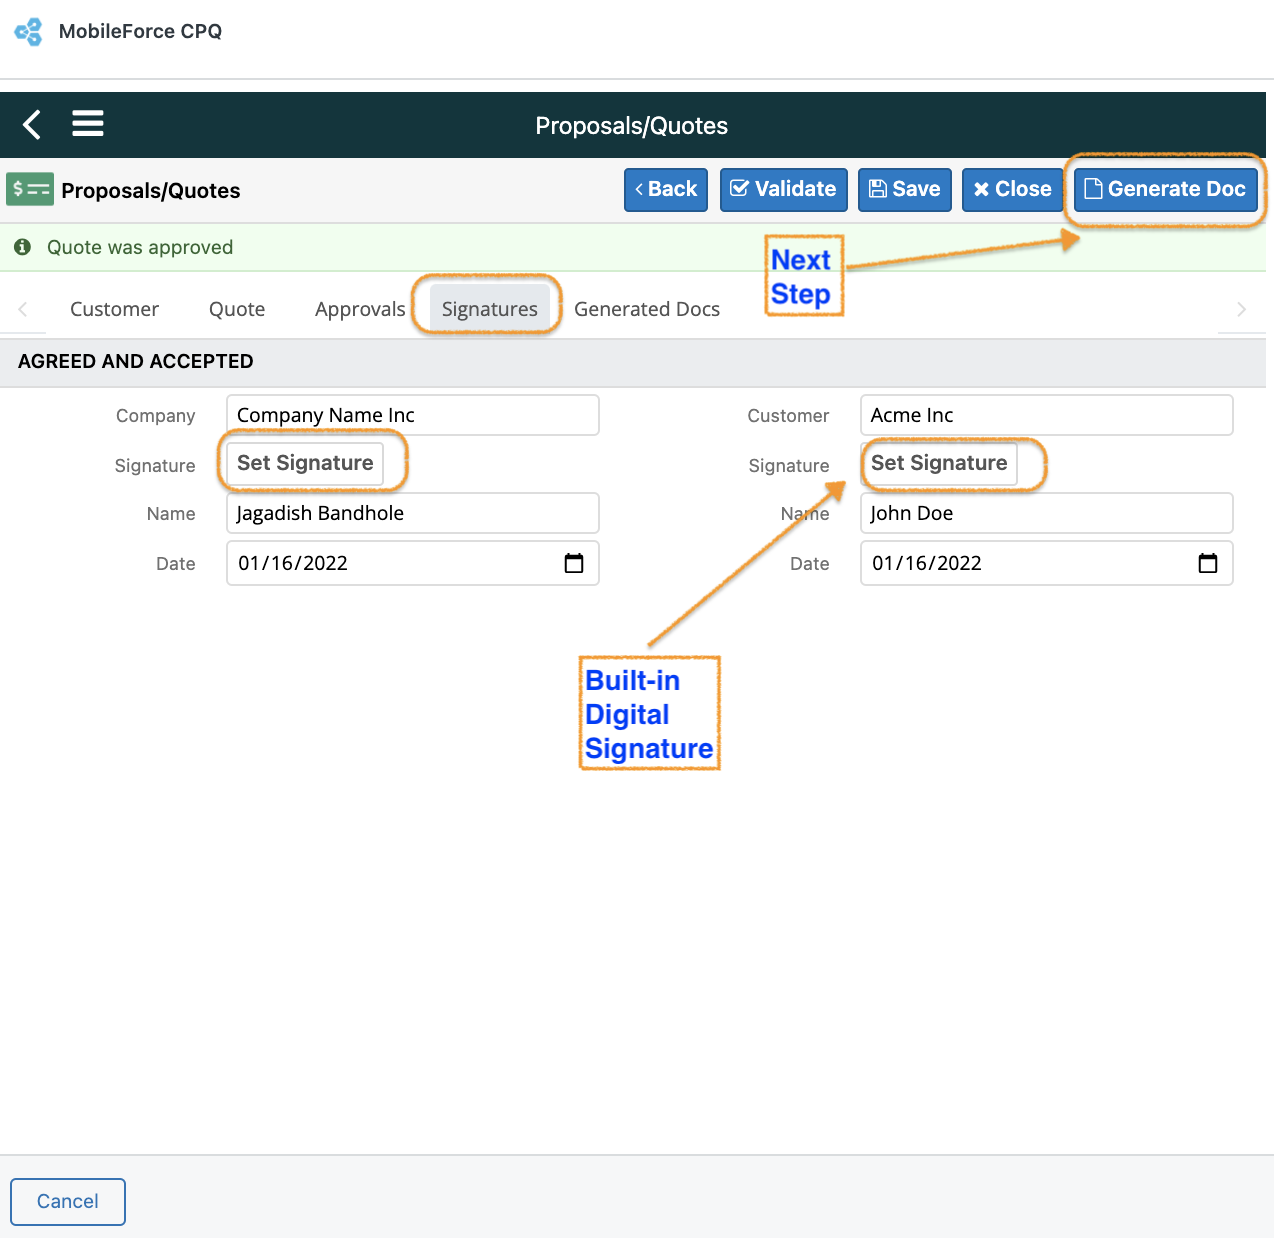 MobileForce CPQ
Proposals/Quotes
Proposals/Quotes
Back
Validate
Save
Close
Generate Doc
Quote was approved
Next
Step
Customer
Quote
Approvals
Signatures
Generated Docs
AGREED AND ACCEPTED
Company
Company Name Inc
Customer
Acme Inc
Signature
Set Signature
Signature
Set Signature
Name
Jagadish Bandhole
Name
John Doe
Date
01/16/2022
Date
01/16/2022
Built-in
Digital
Signature
Cancel